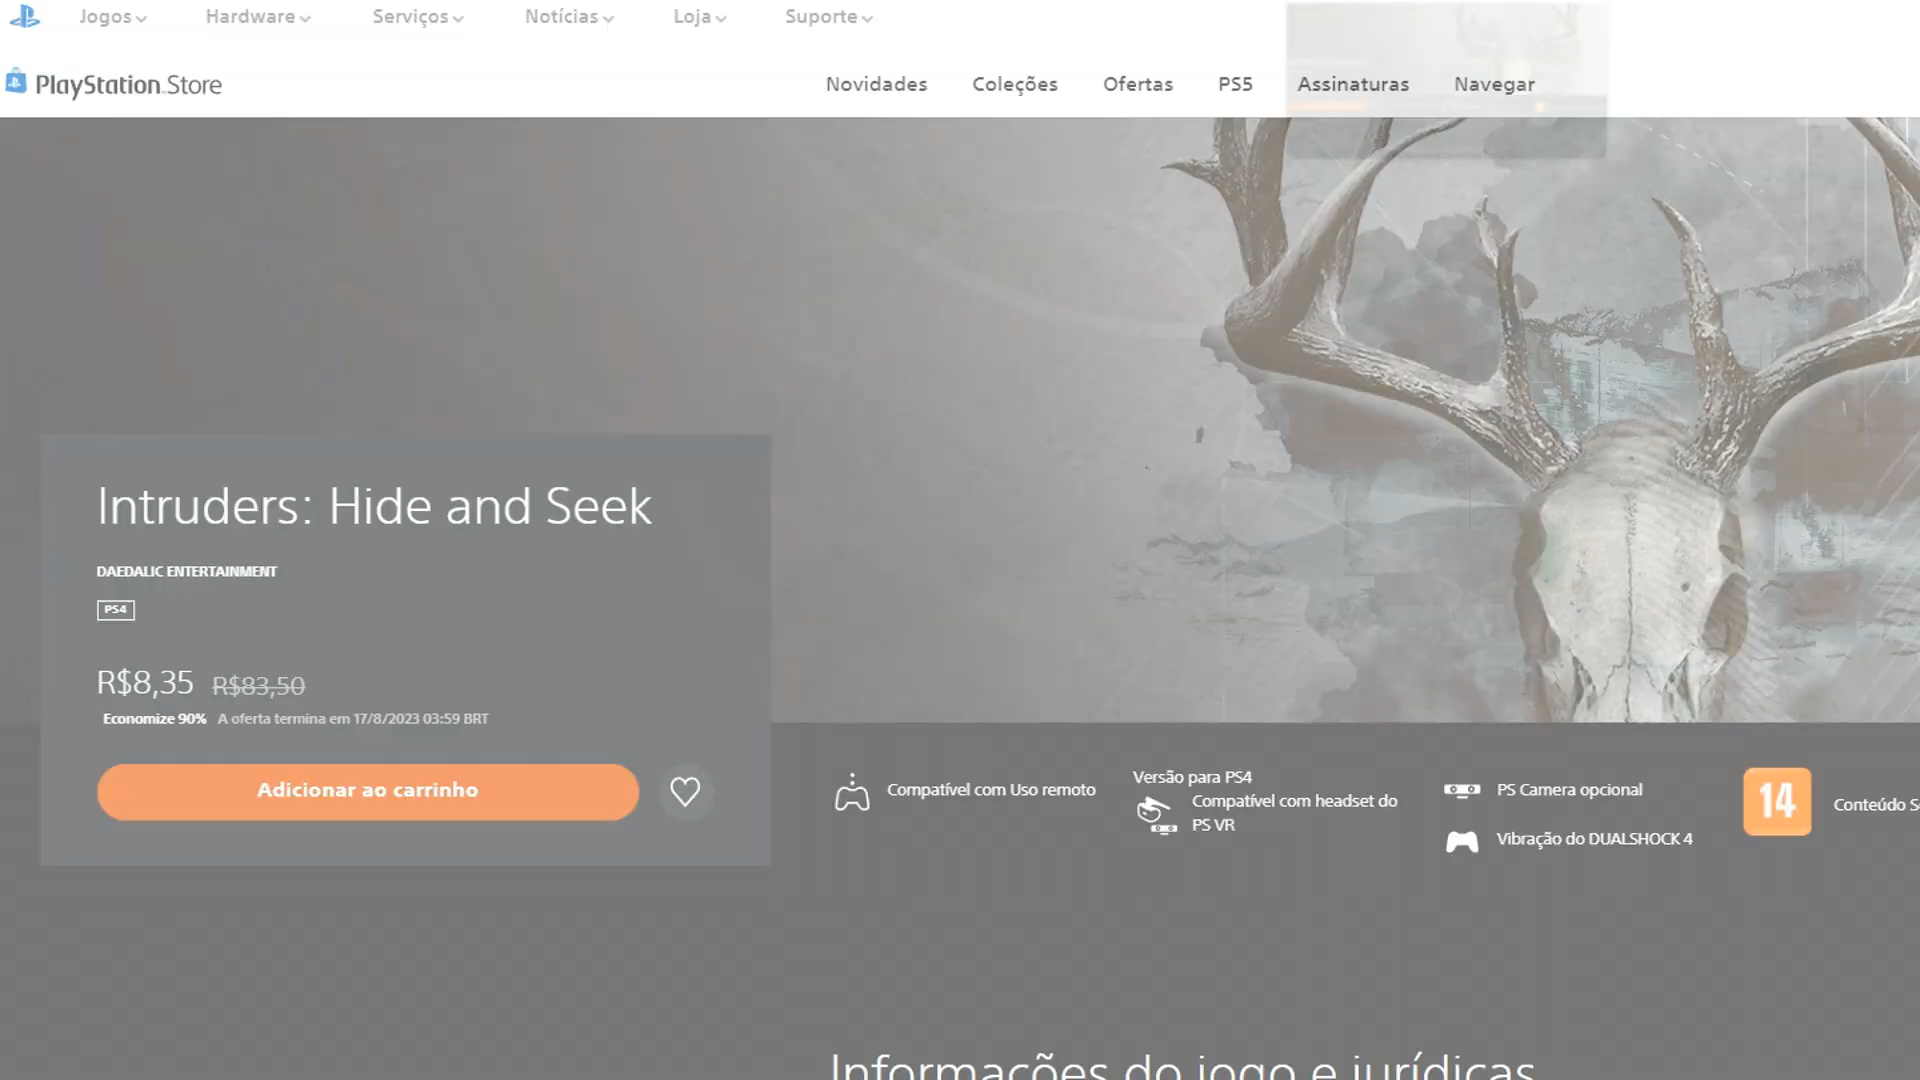 Jogos
Hardware
Serviços
Notícias
Loja
Suporte
PlayStation Store
Novidades
Coleções
Ofertas
PS5
Assinaturas
Navegar
Intruders: Hide and Seek
DAEDALIC ENTERTAINMENT
PS4
R$8,35 R$83,50
Economize 90% A oferta termina em 17/8/2023 03:59 BRT
Adicionar ao carrinho
Compatível com Uso remoto
Versão para PS4
Compatível com headset do
PS VR
PS Camera opcional
Vibração do DUALSHOCK 4
14
Conteúdo
Informações do jogo e jurídicas